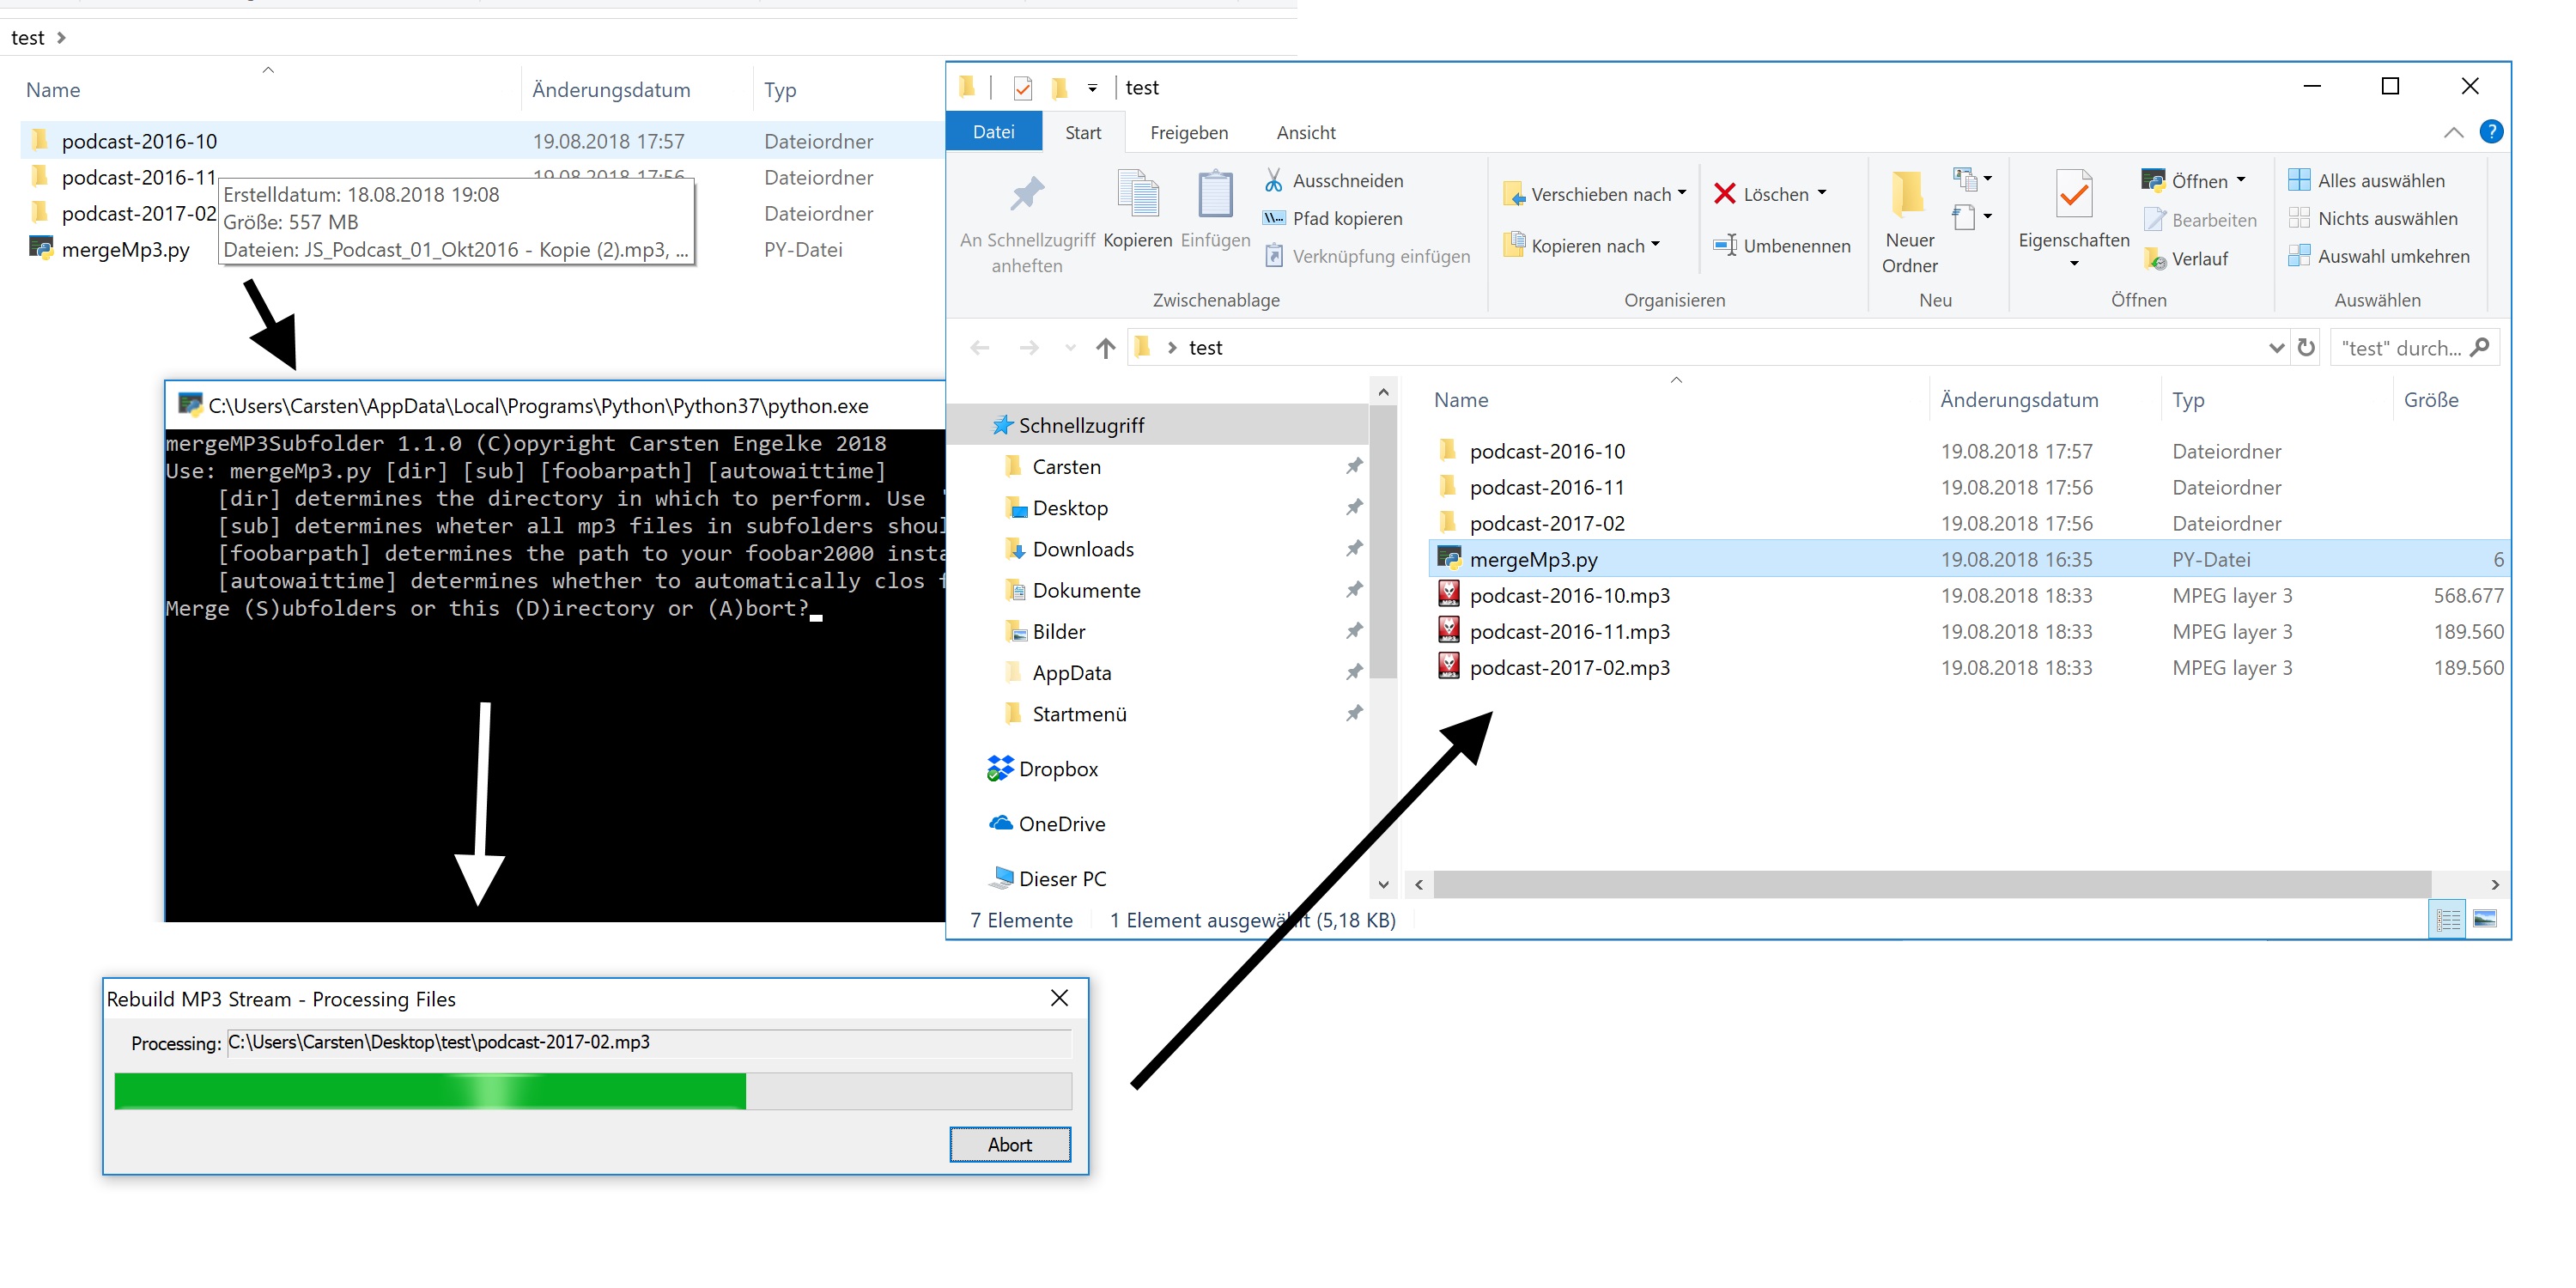 test
Name Änderungsdatum Typ
podcast-2016-10 19.08.2018 17:57 Dateiordner
podcast-2016-11 19.08.2018 17:56 Dateiordner
podcast-2017-02 Dateiordner
mergeMp3.py PY-Datei
Erstelldatum: 18.08.2018 19:08
Größe: 557 MB
Dateien: JS_Podcast_01_Okt2016 - Kopie (2).mp3, ...
C:\Users\Carsten\AppData\Local\Programs\Python\Python37\python.exe
mergeMP3Subfolder 1.1.0 (C)opyright Carsten Engelke 2018
Use: mergeMp3.py [dir] [sub] [foobarpath] [autowaittime]
[dir] determines the directory in which to perform. Use
[sub] determines wheter all mp3 files in subfolders
[foobarpath] determines the path to your foobar2000
[autowaittime] determines whether to automatically clos
Merge (S)ubfolders or this (D)irectory or (A)bort?
Rebuild MP3 Stream - Processing Files
Processing: C:\Users\Carsten\Desktop\test\podcast-2017-02.mp3
Abort
test
Datei Start Freigeben Ansicht
An Schnellzugriff anheften
Kopieren
Einfügen
Ausschneiden
Pfad kopieren
Verknüpfung einfügen
Zwischenablage
Verschieben nach
Kopieren nach
Löschen
Umbenennen
Organisieren
Neuer Ordner
Neu
Eigenschaften
Öffnen
Bearbeiten
Verlauf
Öffnen
Alles auswählen
Nichts auswählen
Auswahl umkehren
Auswählen
test
"test" durch...
Schnellzugriff
Carsten
Desktop
Downloads
Dokumente
Bilder
AppData
Startmenü
Dropbox
OneDrive
Dieser PC
Name Änderungsdatum Typ Größe
podcast-2016-10 19.08.2018 17:57 Dateiordner
podcast-2016-11 19.08.2018 17:56 Dateiordner
podcast-2017-02 19.08.2018 17:56 Dateiordner
mergeMp3.py 19.08.2018 16:35 PY-Datei 6
podcast-2016-10.mp3 19.08.2018 18:33 MPEG layer 3 568.677
podcast-2016-11.mp3 19.08.2018 18:33 MPEG layer 3 189.560
podcast-2017-02.mp3 19.08.2018 18:33 MPEG layer 3 189.560
7 Elemente 1 Element ausgewählt (5,18 KB)